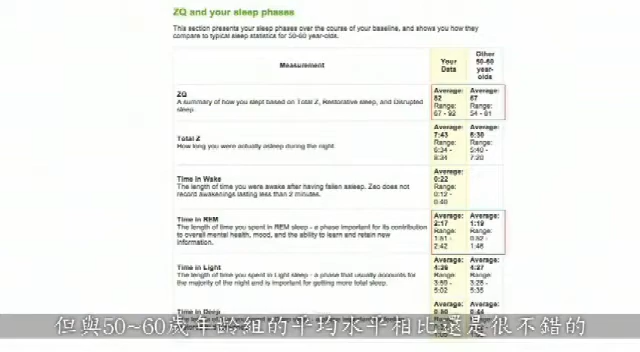 ZQ and your sleep phases
This section presents your sleep phases over the course of your baseline, and shows you how they
compare to typical sleep statistics for 50-60 year-olds.
Measurement
Your
Data
Other
50-60
year-
olds
ZQ
A summary of how you slept based on Total Z, Restorative sleep, and Disrupted
sleep.
Average:
82
Range:
67 - 92
Average:
67
Range:
54 - 81
Total Z
How long you were actually asleep during the night.
Average:
7:43
Range:
6:34 -
8:34
Average:
6:30
Range:
5:40 -
7:20
Time in Wake
The length of time you were awake after having fallen asleep. Zeo does not
record awakenings lasting less than 2 minutes.
Average:
0:22
Range:
0:12 -
0:40
Time in REM
The length of time you spent in REM sleep - a phase important for its contribution
to overall mental health, mood, and the ability to learn and retain new
information.
Average:
2:17
Range:
1:51 -
2:42
Average:
1:19
Range:
0:52 -
1:46
Time in Light
The length of time you spent in Light sleep - a phase that usually accounts for
the majority of the night and is important for getting more total sleep.
Average:
4:26
Range:
3:50 -
5:02
Average:
4:27
Range:
3:28 -
5:35
Time in Deep
Average:
Average:
0:44
但與50~60歲年齡組的平均水平相比還是很不錯的